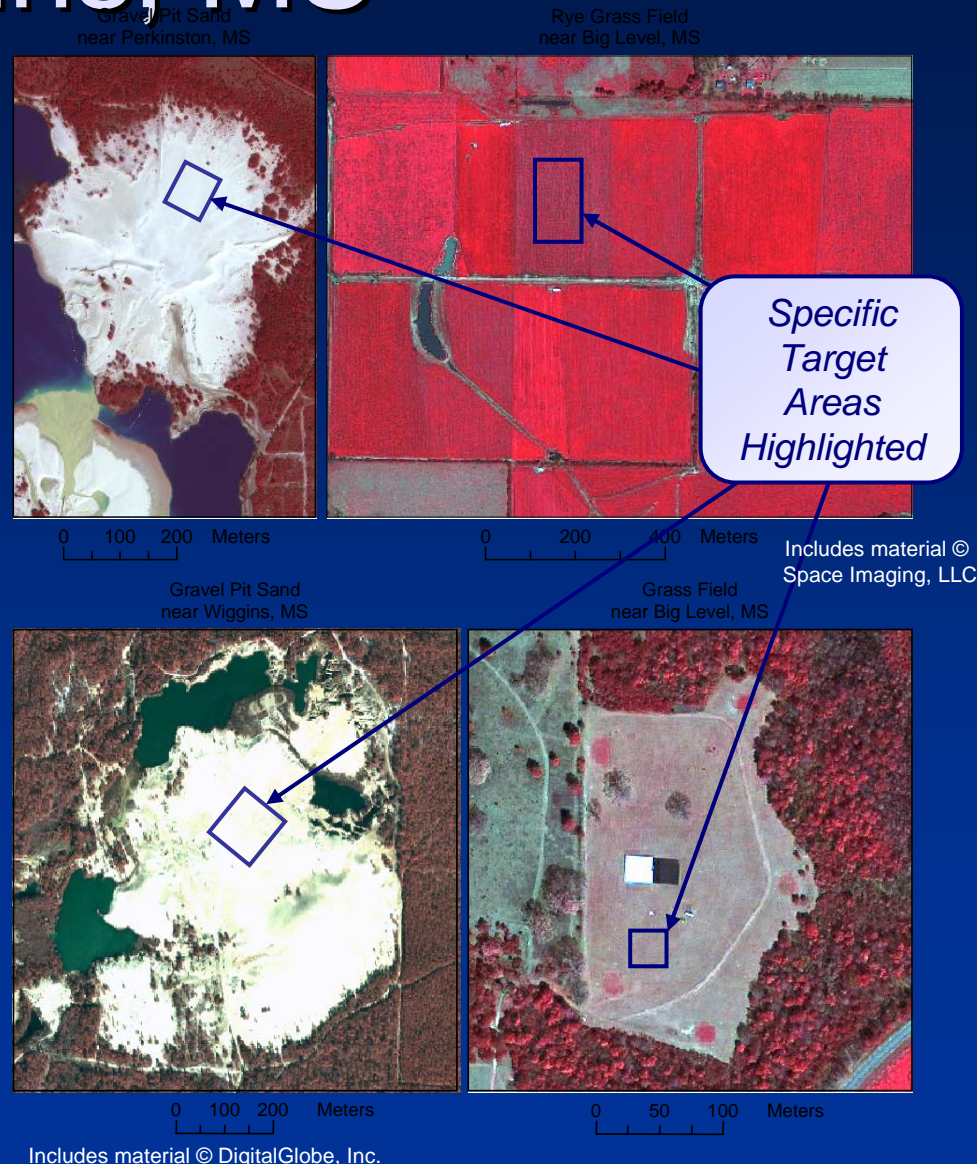 MS
Gravel Pit Sand
near Perkinston, MS
Rye Grass Field
near Big Level, MS
Specific
Target
Areas
Highlighted
0 100 200 Meters
0 200 400 Meters
Includes material ©
Space Imaging, LLC
Gravel Pit Sand
near Wiggins, MS
Grass Field
near Big Level, MS
0 100 200 Meters
0 50 100 Meters
Includes material © DigitalGlobe, Inc.